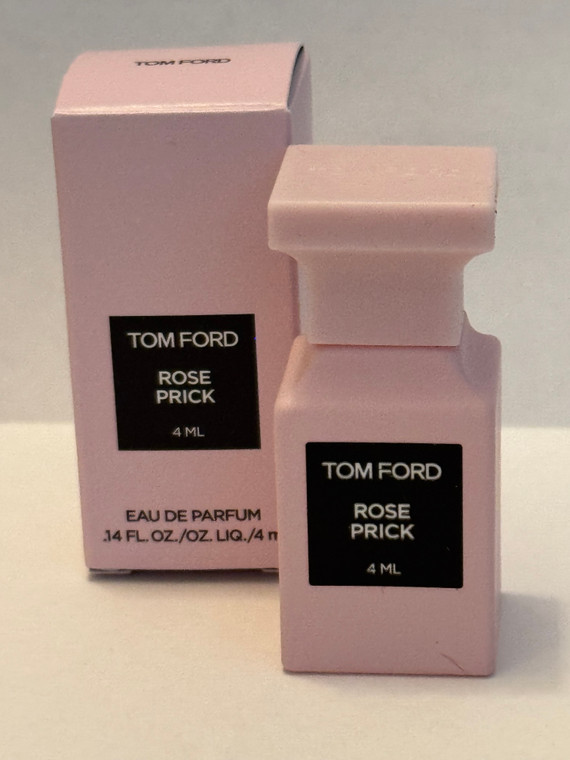 TOM FORD
TOM FORD
ROSE
PRICK
4 ML
EAU DE PARFUM
.14 FL. OZ./OZ. LIQ./4 m
TOM FORD
ROSE
PRICK
4 ML